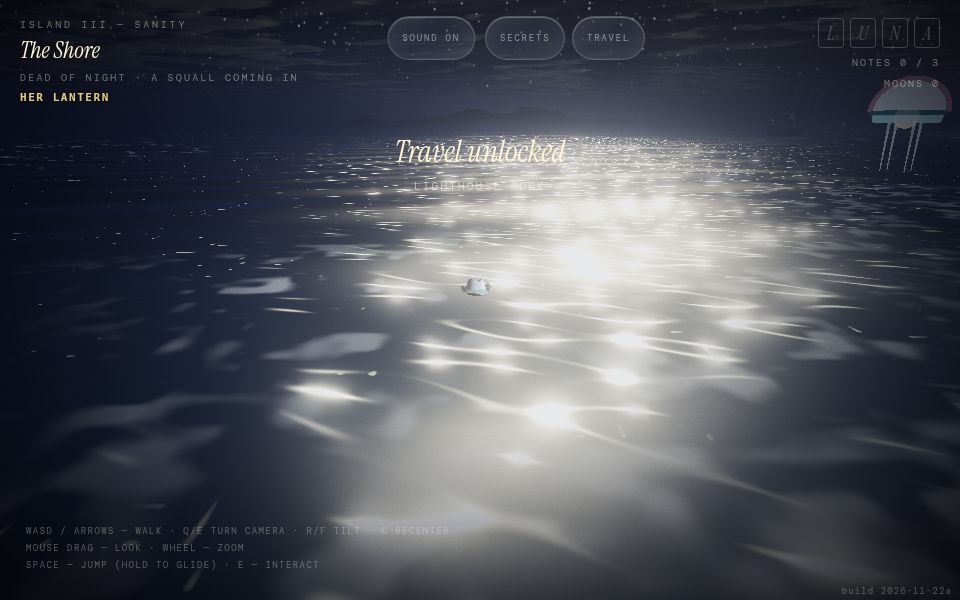 ISLAND III — SANITY
The Shore
DEAD OF NIGHT · A SQUALL COMING IN
HER LANTERN
SOUND ON
SECRETS
TRAVEL
L U N A
NOTES 0 / 3
MOONS 0
Travel unlocked
LIGHTHOUSE ROCK
WASD / ARROWS — WALK · Q/E TURN CAMERA · R/F TILT · C RECENTER
MOUSE DRAG — LOOK · WHEEL — ZOOM
SPACE — JUMP (HOLD TO GLIDE) · E — INTERACT
build 2026-11-22a